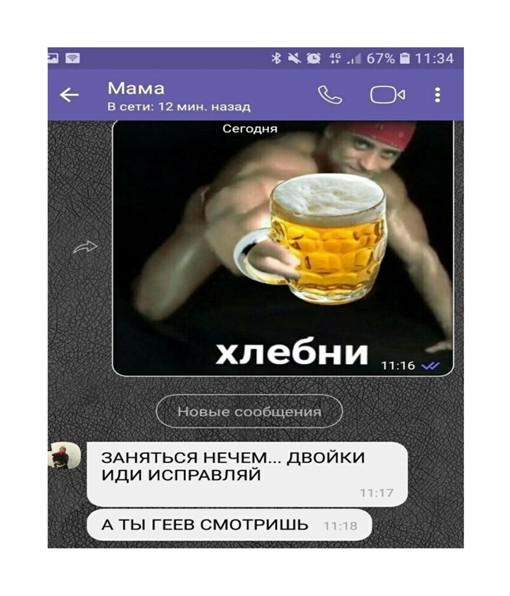 4G 67% 11:34
Мама
В сети: 12 мин. назад
Сегодня
хлебни
11:16
Новые сообщения
ЗАНЯТЬСЯ НЕЧЕМ... ДВОЙКИ
ИДИ ИСПРАВЛЯЙ
11:17
А ТЫ ГЕЕВ СМОТРИШЬ 11:18